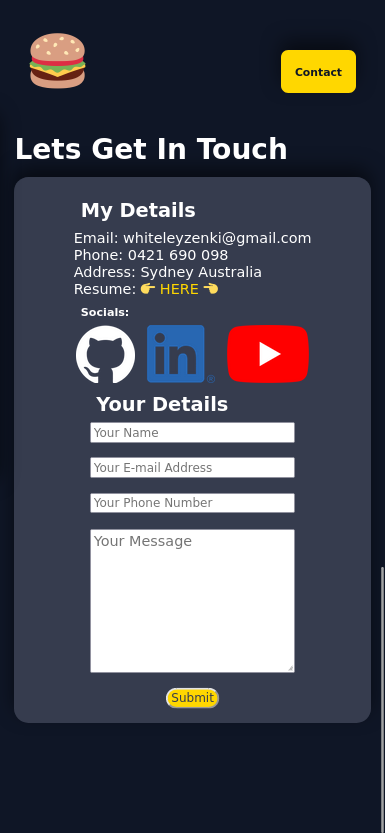 Contact
Lets Get In Touch
My Details
Email: whiteleyzenki@gmail.com
Phone: 0421 690 098
Address: Sydney Australia
Resume: 👉 HERE 👈
Socials:
in®
Your Details
Your Name
Your E-mail Address
Your Phone Number
Your Message
Submit